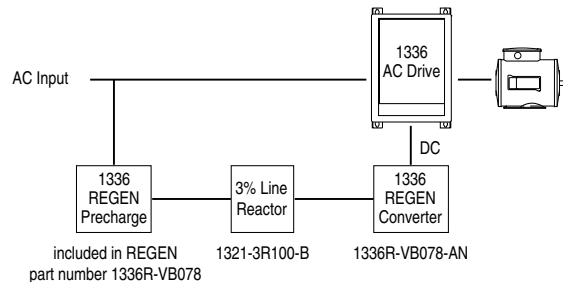 AC Input
1336
AC Drive
DC
1336
REGEN
Precharge
3% Line
Reactor
1336
REGEN
Converter
included in REGEN
part number 1336R-VB078
1321-3R100-B
1336R-VB078-AN